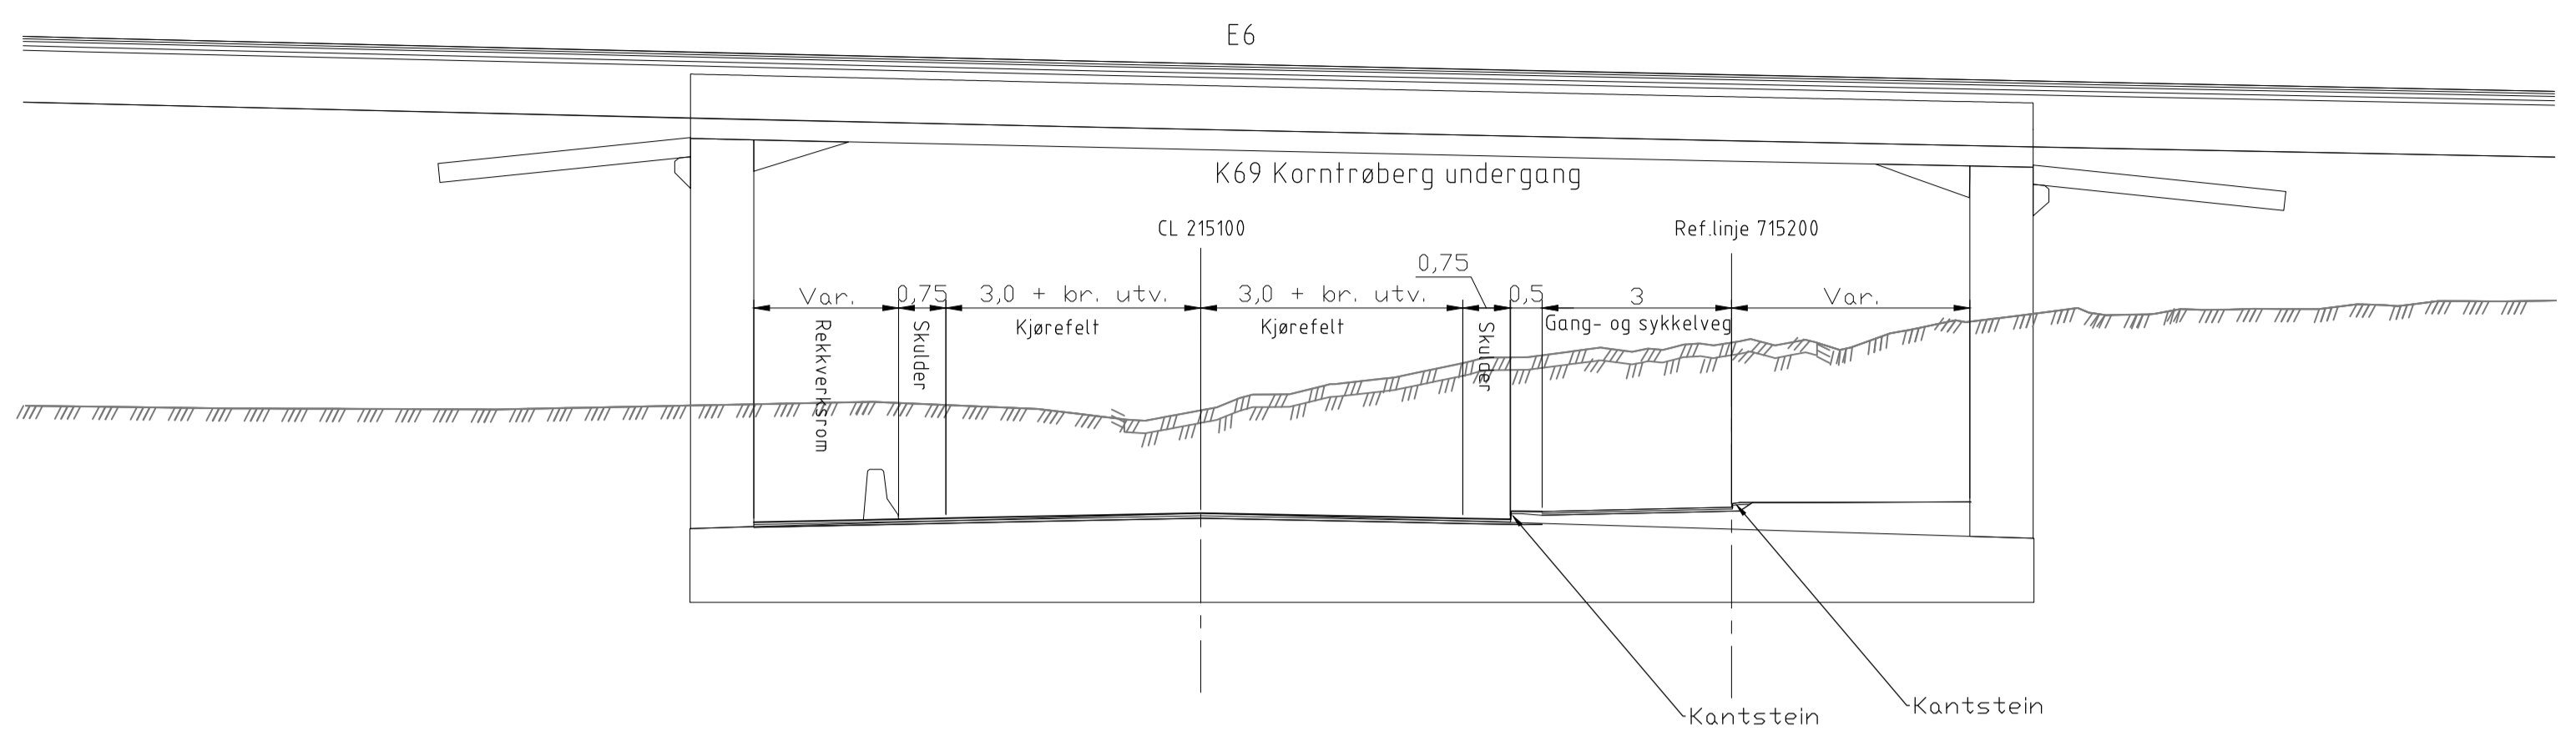 E6
K69 Korntrøberg undergang
CL 215100
Ref.linje 715200
0,75
Var.
0,75
3,0 + br. utv.
3,0 + br. utv.
0,5
3
Var.
Rekkverksrom
Skulder
Kjørefelt
Kjørefelt
Skulder
Gang- og sykkelveg
Kantstein
Kantstein